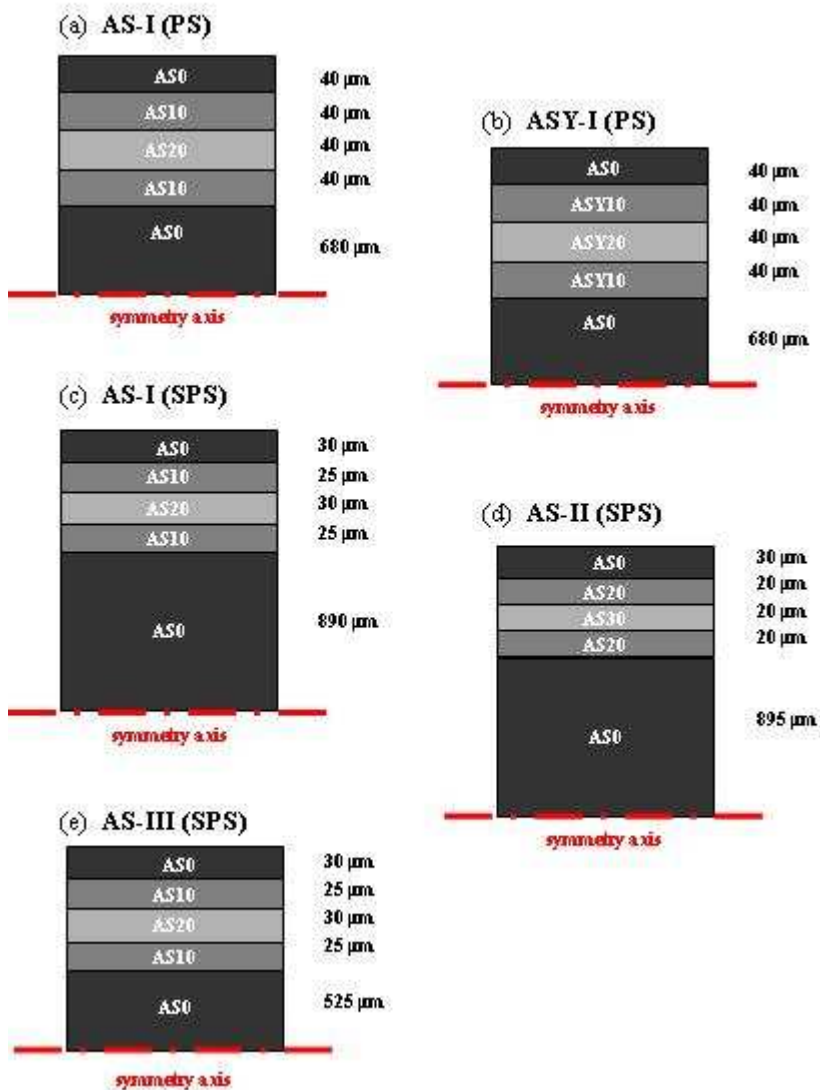 (a) AS-I (PS)
AS0 40 µm
AS10 40 µm
AS20 40 µm
AS10 40 µm
AS0 680 µm
symmetry axis
(b) ASY-I (PS)
AS0 40 µm
ASY10 40 µm
ASY20 40 µm
ASY10 40 µm
AS0 680 µm
symmetry axis
(c) AS-I (SPS)
AS0 30 µm
AS10 25 µm
AS20 30 µm
AS10 25 µm
AS0 890 µm
symmetry axis
(d) AS-II (SPS)
AS0 30 µm
AS20 20 µm
AS30 20 µm
AS20 20 µm
AS0 895 µm
symmetry axis
(e) AS-III (SPS)
AS0 30 µm
AS10 25 µm
AS20 30 µm
AS10 25 µm
AS0 525 µm
symmetry axis